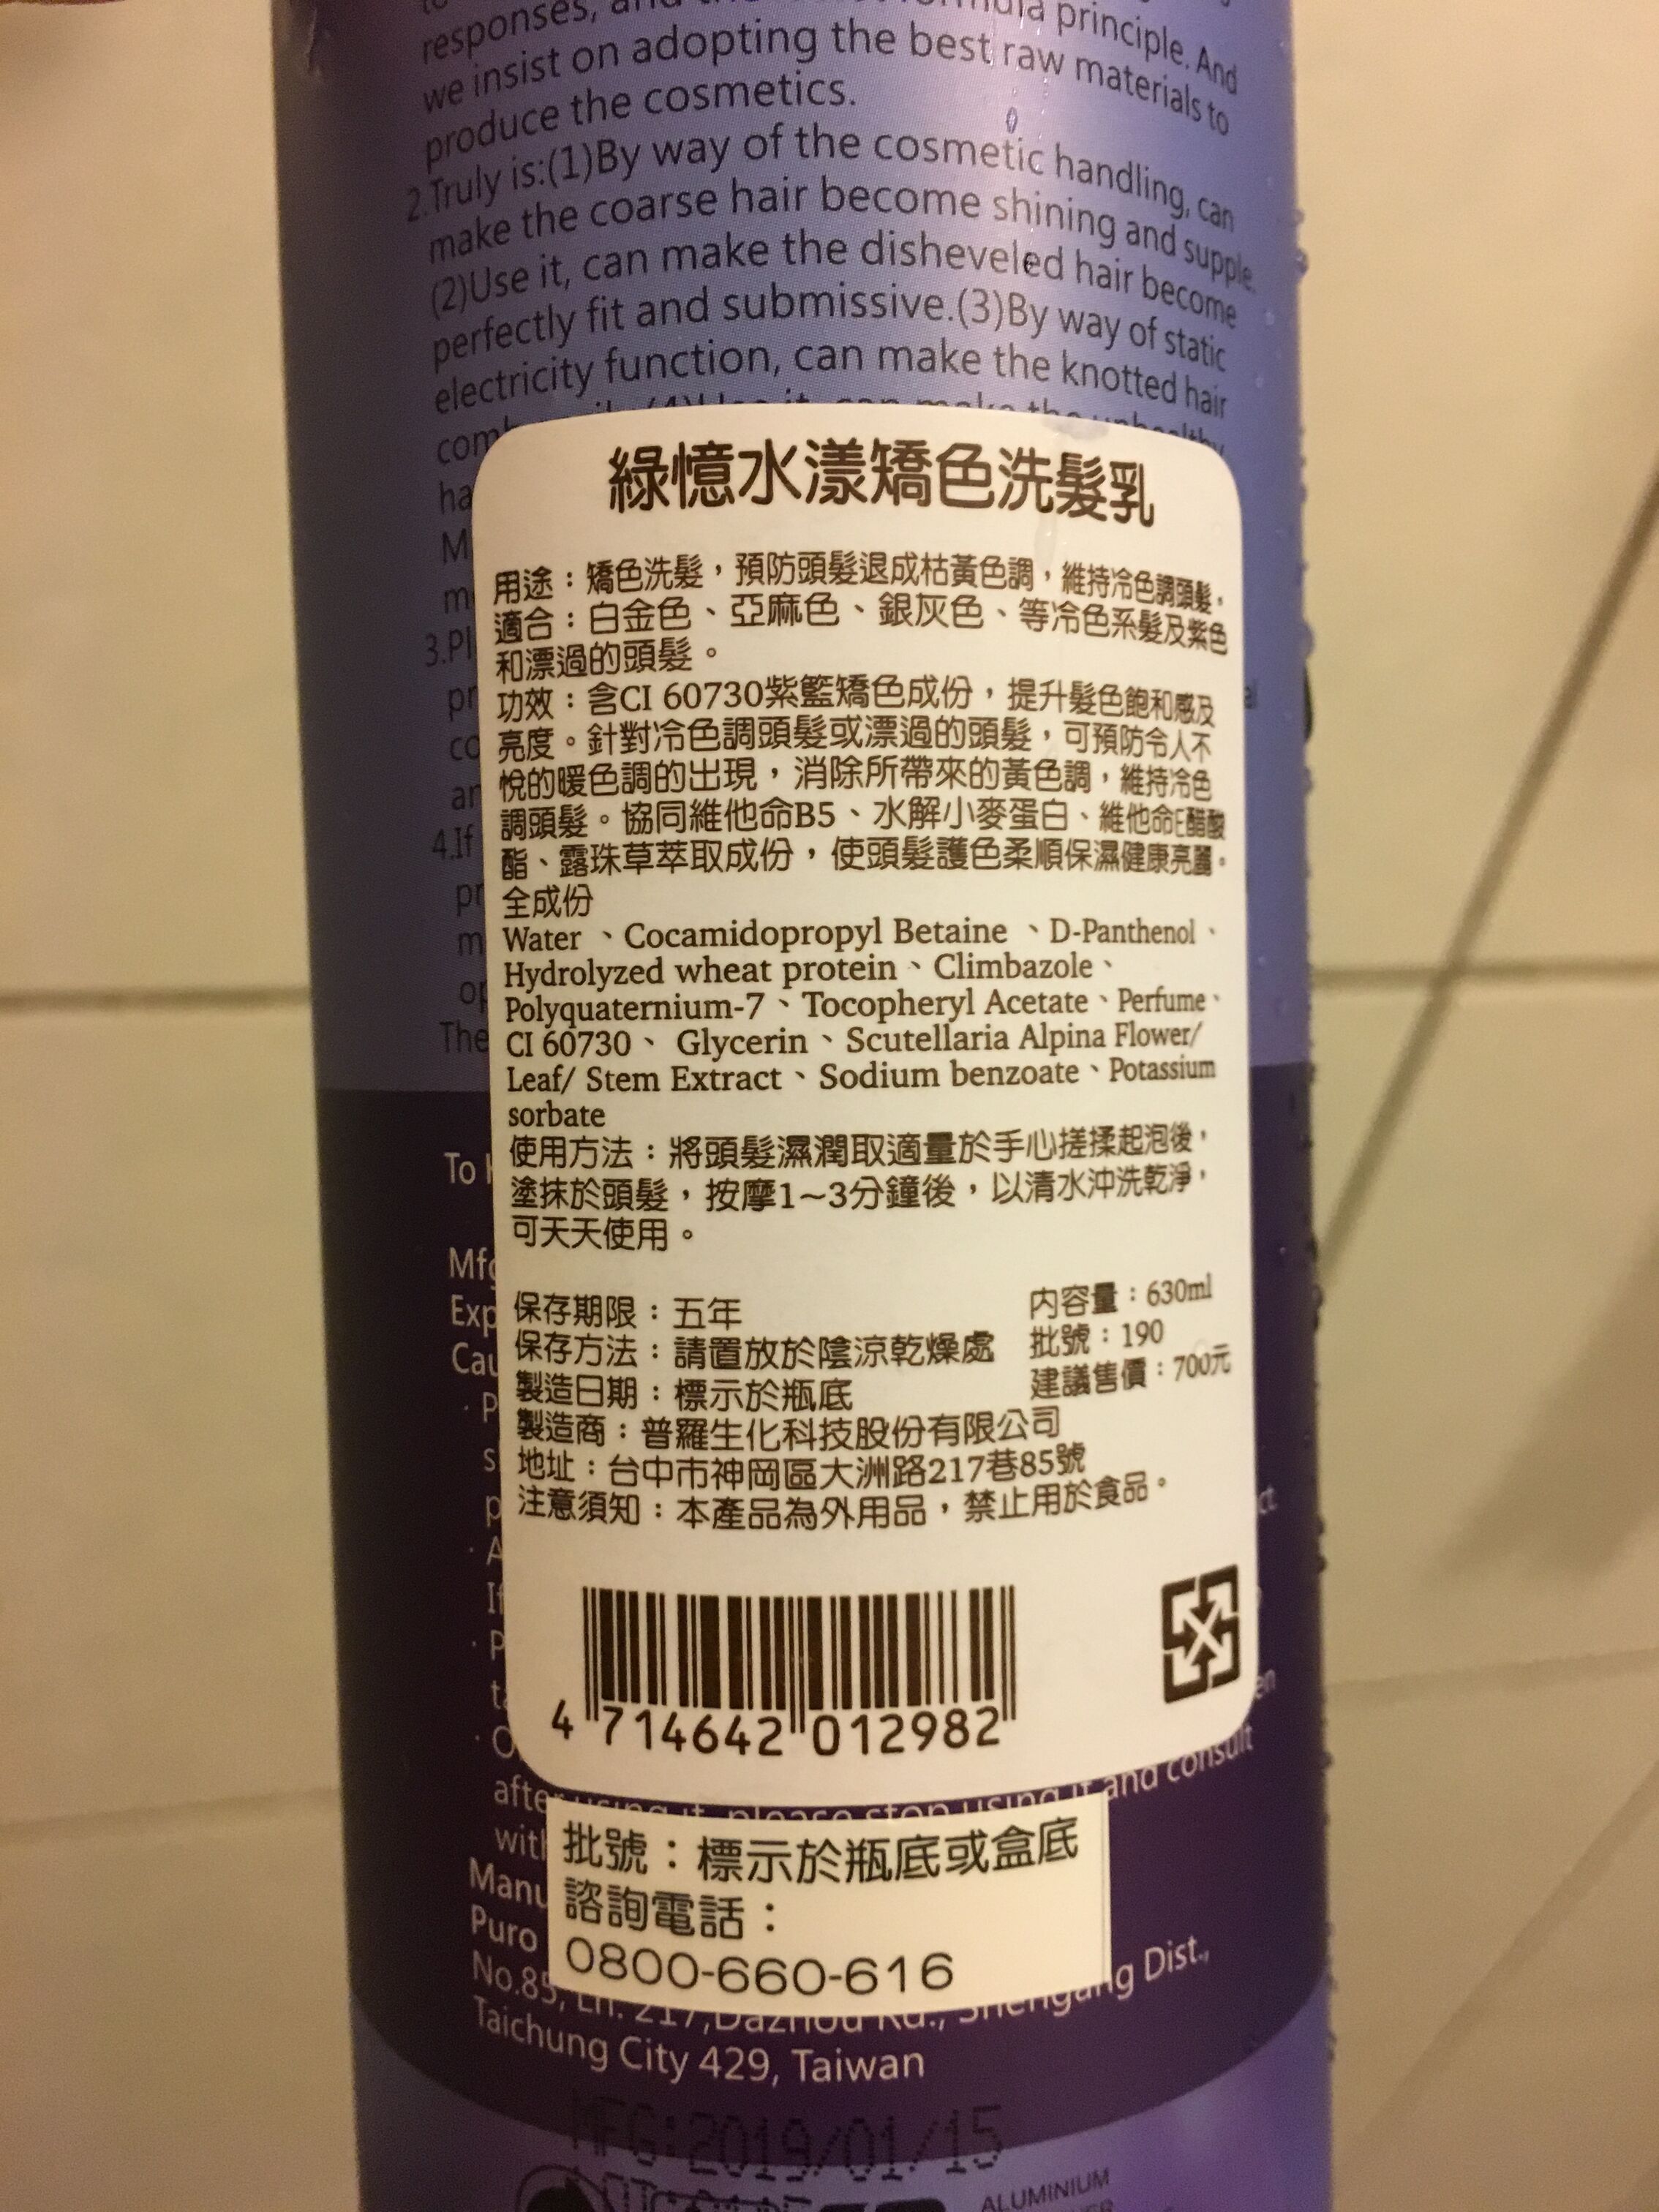 responses, and the formula principle. And
we insist on adopting the best raw materials to
produce the cosmetics.
2.Truly is:(1)By way of the cosmetic handling, can
make the coarse hair become shining and supple.
(2)Use it, can make the disheveled hair become
perfectly fit and submissive.(3)By way of static
electricity function, can make the knotted hair
綠憶水漾矯色洗髮乳
用途：矯色洗髮，預防頭髮退成枯黃色調，維持冷色調頭髮。
適合：白金色、亞麻色、銀灰色、等冷色系髮及紫色
和漂過的頭髮。
功效：含CI 60730紫藍矯色成份，提升髮色飽和感及
亮度。針對冷色調頭髮或漂過的頭髮，可預防令人不
悅的暖色調的出現，消除所帶來的黃色調，維持冷色
調頭髮。協同維他命B5、水解小麥蛋白、維他命E醋酸
酯、露珠草萃取成份，使頭髮護色柔順保濕健康亮麗。
全成份
Water 、Cocamidopropyl Betaine 、D-Panthenol、
Hydrolyzed wheat protein、Climbazole、
Polyquaternium-7 、Tocopheryl Acetate、Perfume、
CI 60730、 Glycerin、Scutellaria Alpina Flower/
Leaf/ Stem Extract、Sodium benzoate、Potassium
sorbate
使用方法：將頭髮濕潤取適量於手心搓揉起泡後，
塗抹於頭髮，按摩1~3分鐘後，以清水沖洗乾淨，
可天天使用。
保存期限：五年 內容量：630ml
保存方法：請置放於陰涼乾燥處 批號：190
製造日期：標示於瓶底 建議售價：700元
製造商：普羅生化科技股份有限公司
地址：台中市神岡區大洲路217巷85號
注意須知：本產品為外用品，禁止用於食品。
4 714642 012982
after using it, please stop using it and consult
批號：標示於瓶底或盒底
諮詢電話：
0800-660-616
Puro
No.85, Ln. 217,Dazhou Rd., Shengang Dist.,
Taichung City 429, Taiwan
MFG:2019/01/15
ALUMINIUM